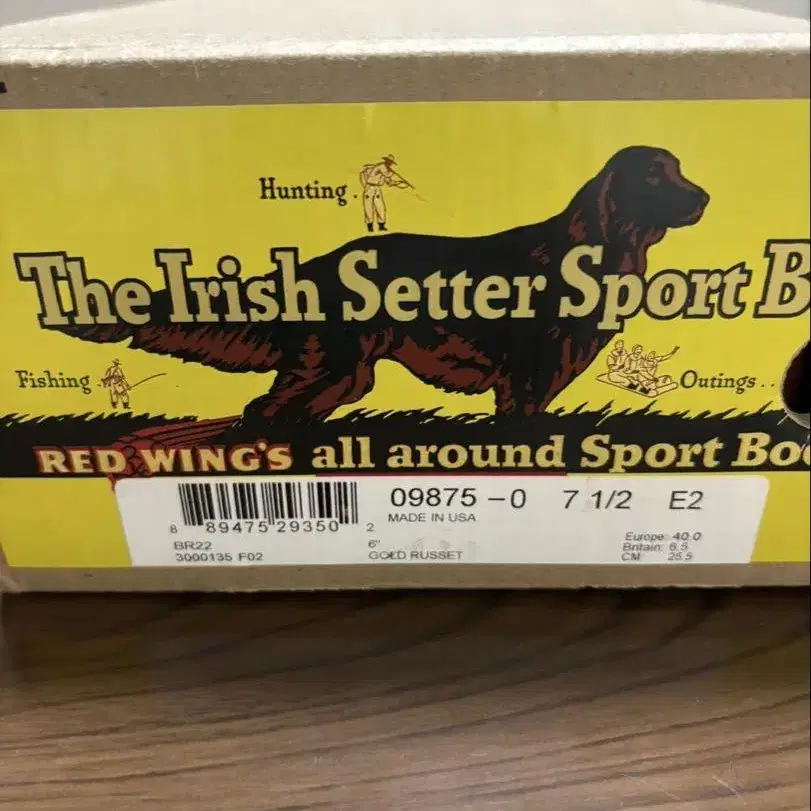 Hunting .
The Irish Setter Sport B
Fishing
Outings . .
RED WING'S all around Sport Boo
8 89475 29350 2
09875 -0 7 1/2 E2
MADE IN USA
BR22
3000135 F02
6"
GOLD RUSSET
Europe: 40.0
Britain: 6.5
CM: 25.5